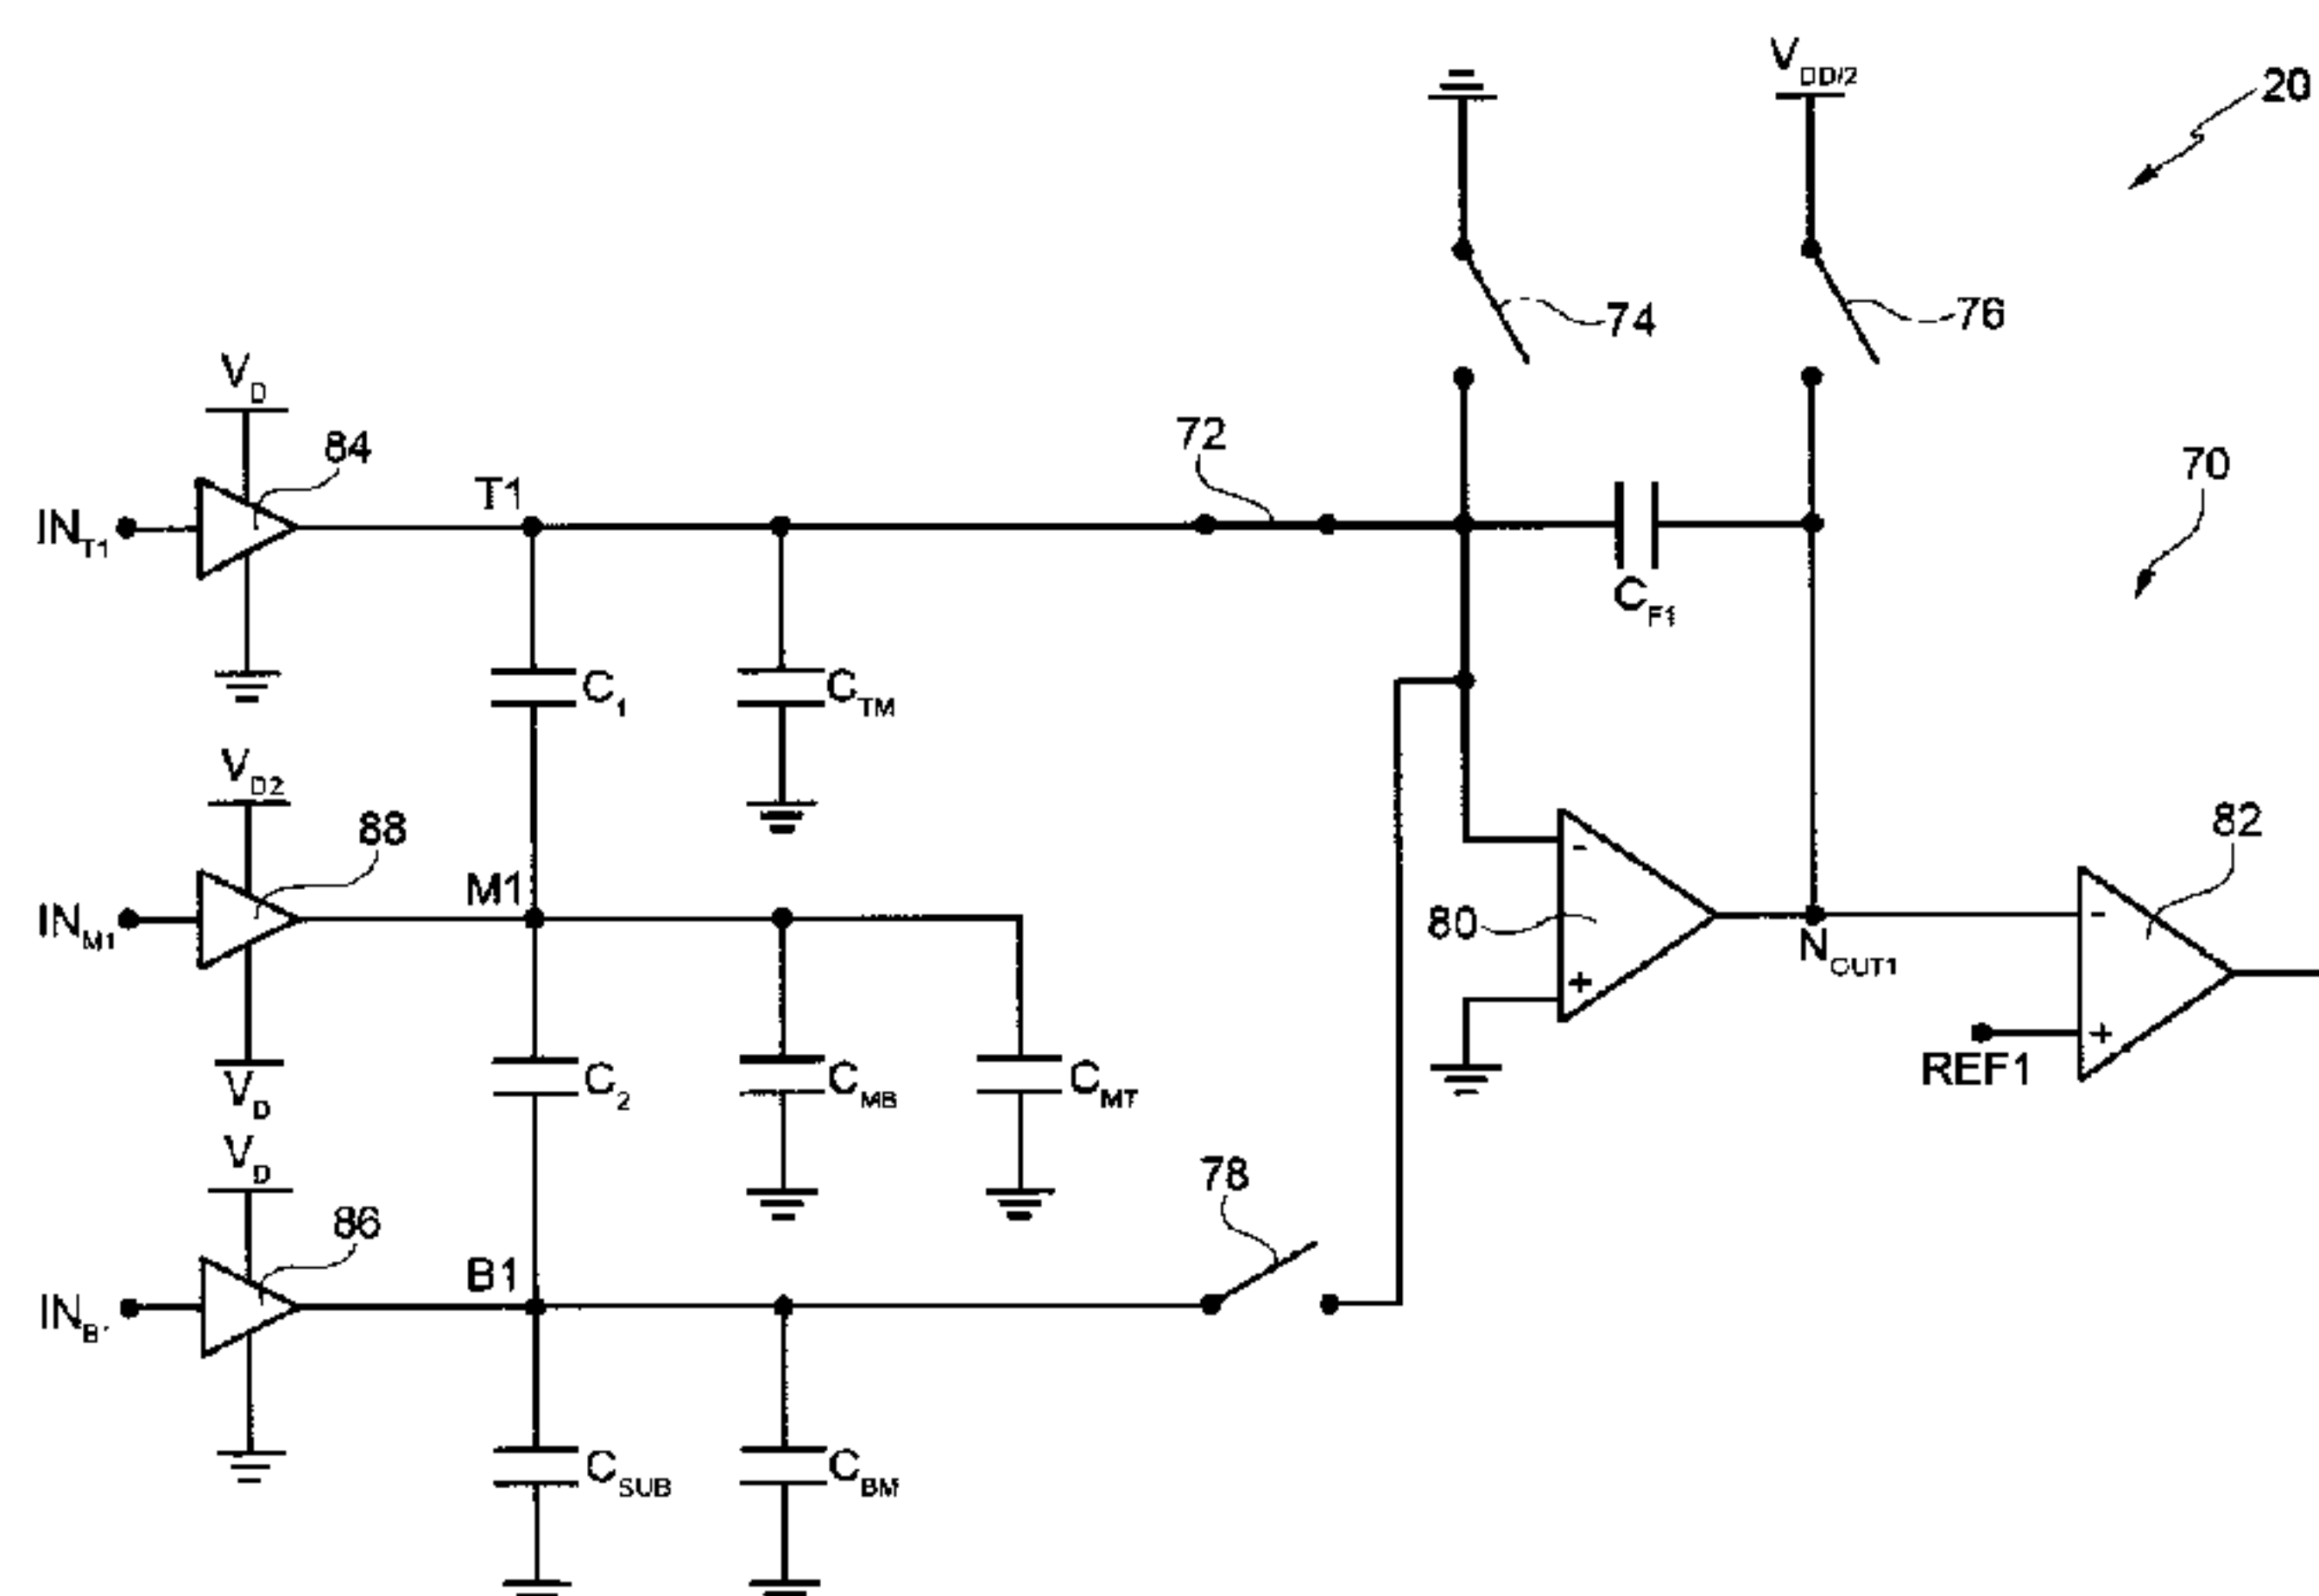 V_DD/2
20
74
76
V_D
84
72
70
IN_T1
T1
C_F1
C_1
C_TM
V_D2
88
82
M1
IN_M1
80
-
+
N_OUT1
-
+
REF1
V_D
C_2
C_MB
C_MT
V_D
86
78
B1
C_SUB
C_BM